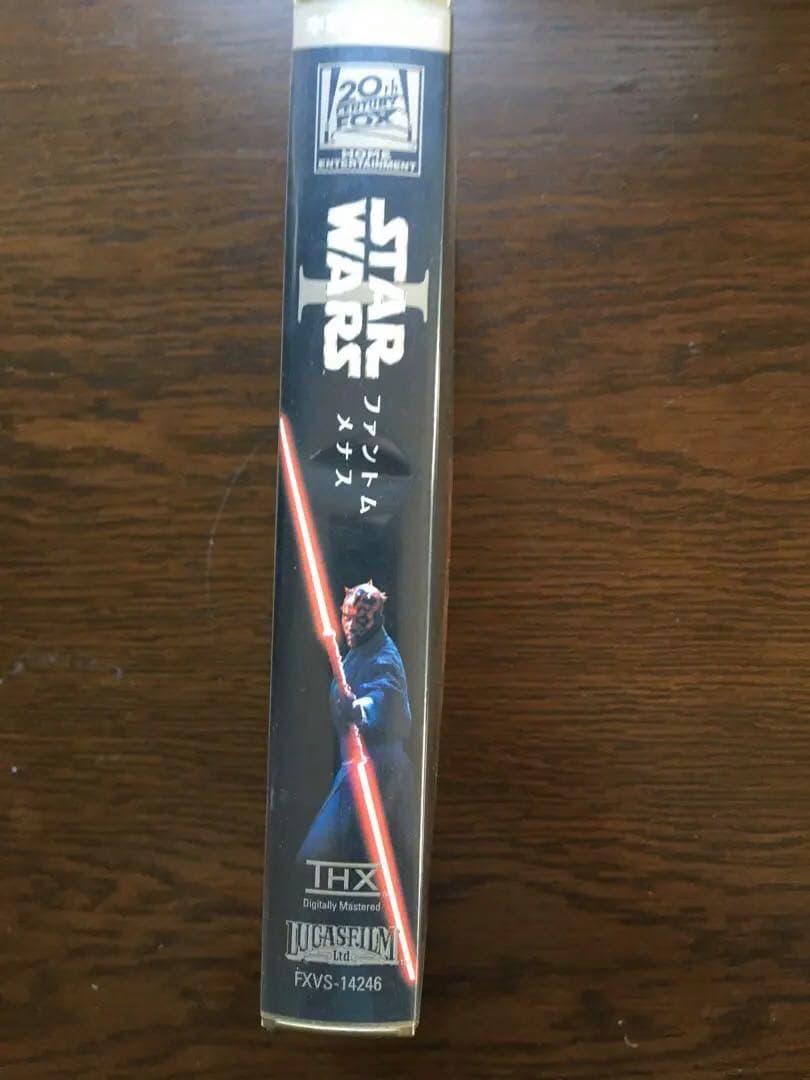 20th
CENTURY
FOX
HOME
ENTERTAINMENT
I
STAR
WARS
ファントム
メナス
THX
Digitally Mastered
LUCASFILM
Ltd.
FXVS-14246